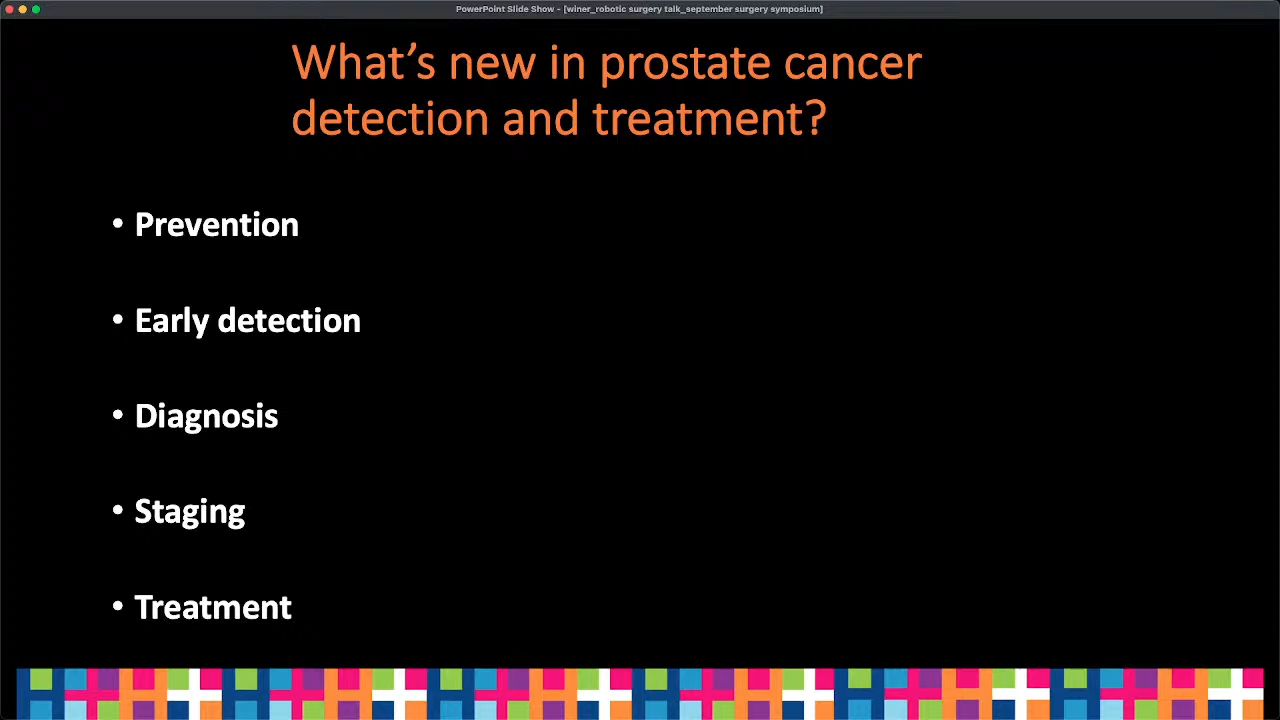 PowerPoint Slide Show - [winer_robotic surgery talk_september surgery symposium]
What's new in prostate cancer
detection and treatment?
• Prevention
• Early detection
• Diagnosis
• Staging
• Treatment